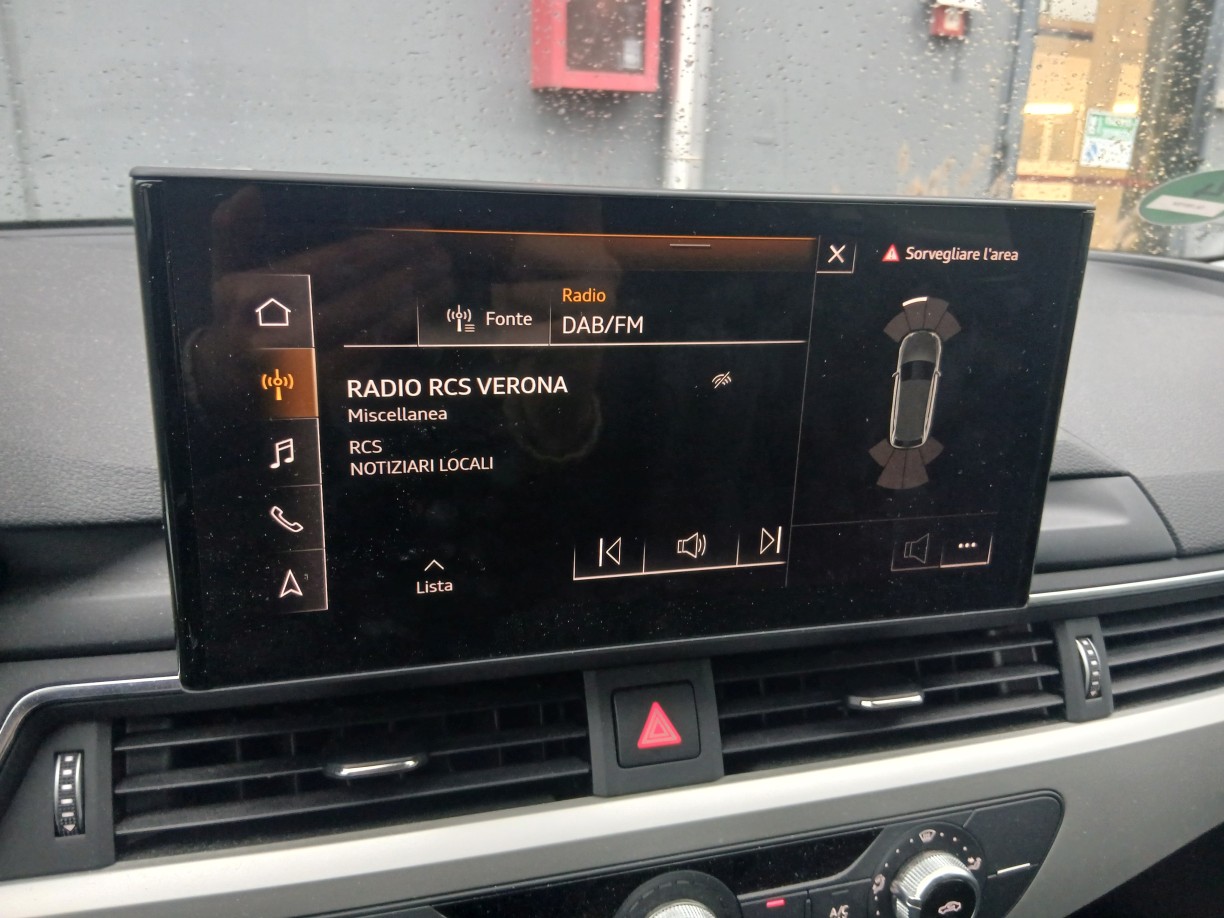 Sorvegliare l'area
Radio
Fonte
DAB/FM
RADIO RCS VERONA
Miscellanea
RCS
NOTIZIARI LOCALI
Lista
A/C